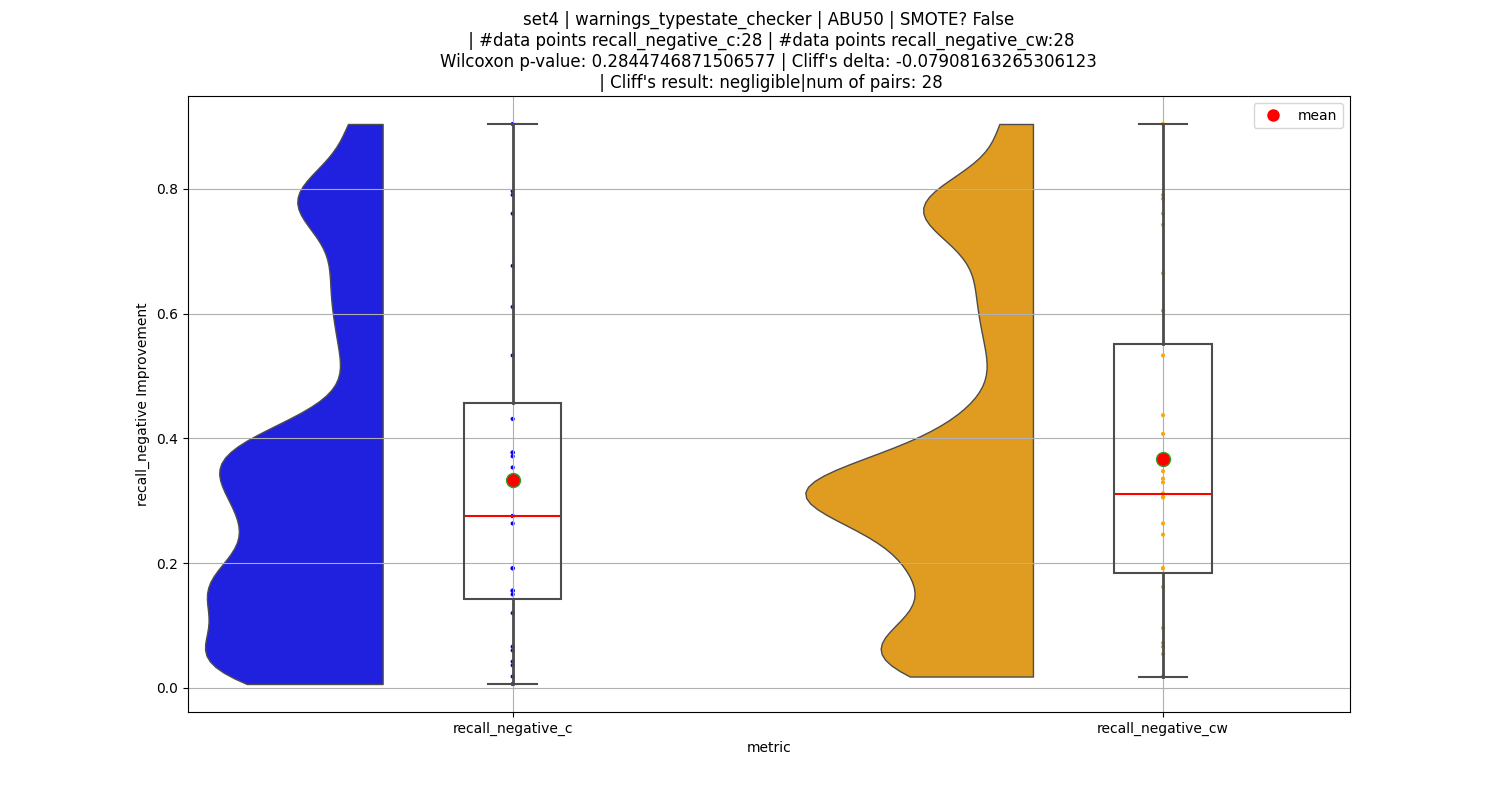 set4 | warnings_typestate_checker | ABU50 | SMOTE? False
| #data points recall_negative_c:28 | #data points recall_negative_cw:28
Wilcoxon p-value: 0.2844746871506577 | Cliff's delta: -0.07908163265306123
| Cliff's result: negligible|num of pairs: 28
mean
recall_negative Improvement
0.8
0.6
0.4
0.2
0.0
recall_negative_c
recall_negative_cw
metric